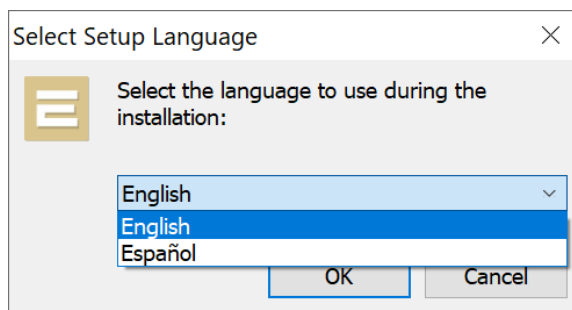 Select Setup Language
Select the language to use during the
installation:
English
English
Español
OK
Cancel